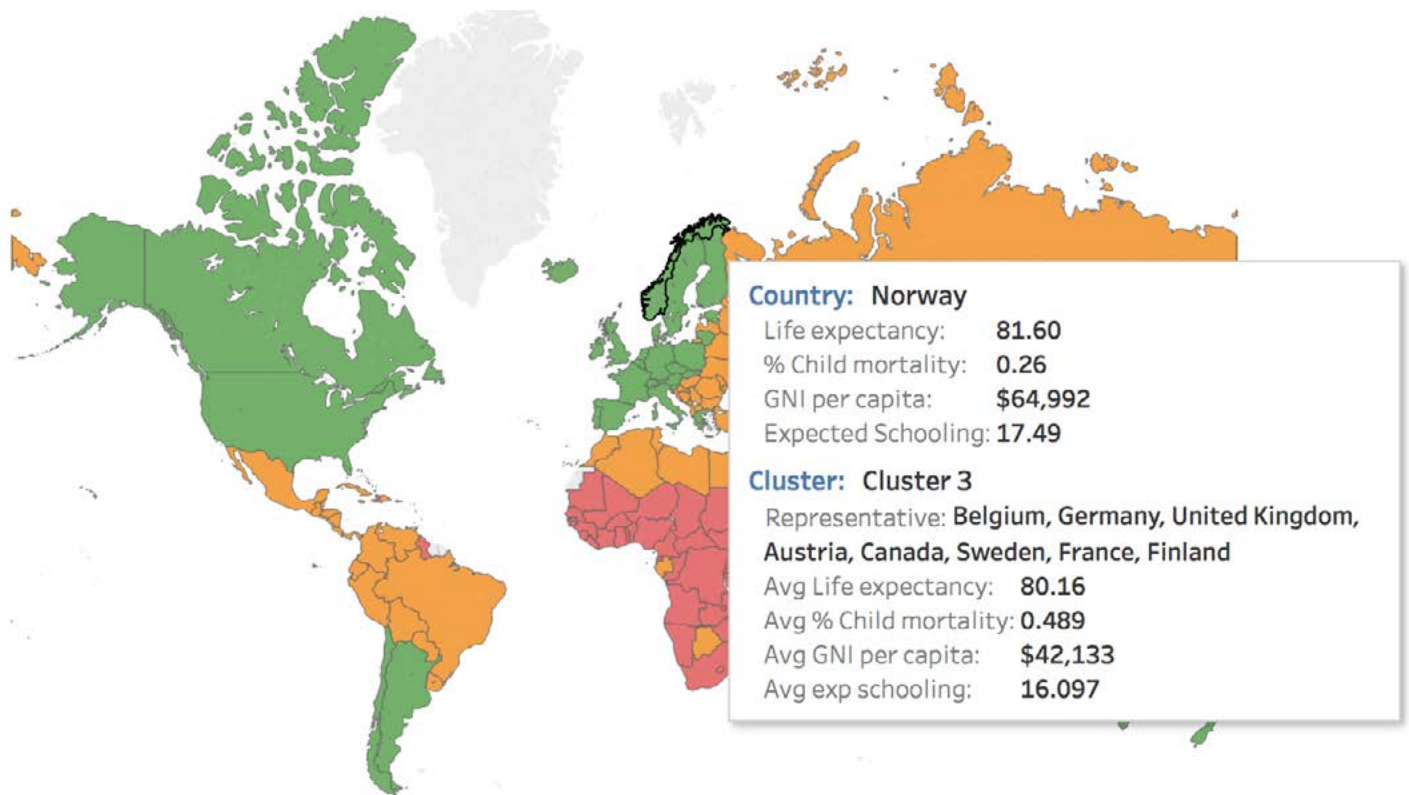 Country: Norway
Life expectancy: 81.60
% Child mortality: 0.26
GNI per capita: $64,992
Expected Schooling: 17.49
Cluster: Cluster 3
Representative: Belgium, Germany, United Kingdom,
Austria, Canada, Sweden, France, Finland
Avg Life expectancy: 80.16
Avg % Child mortality: 0.489
Avg GNI per capita: $42,133
Avg exp schooling: 16.097